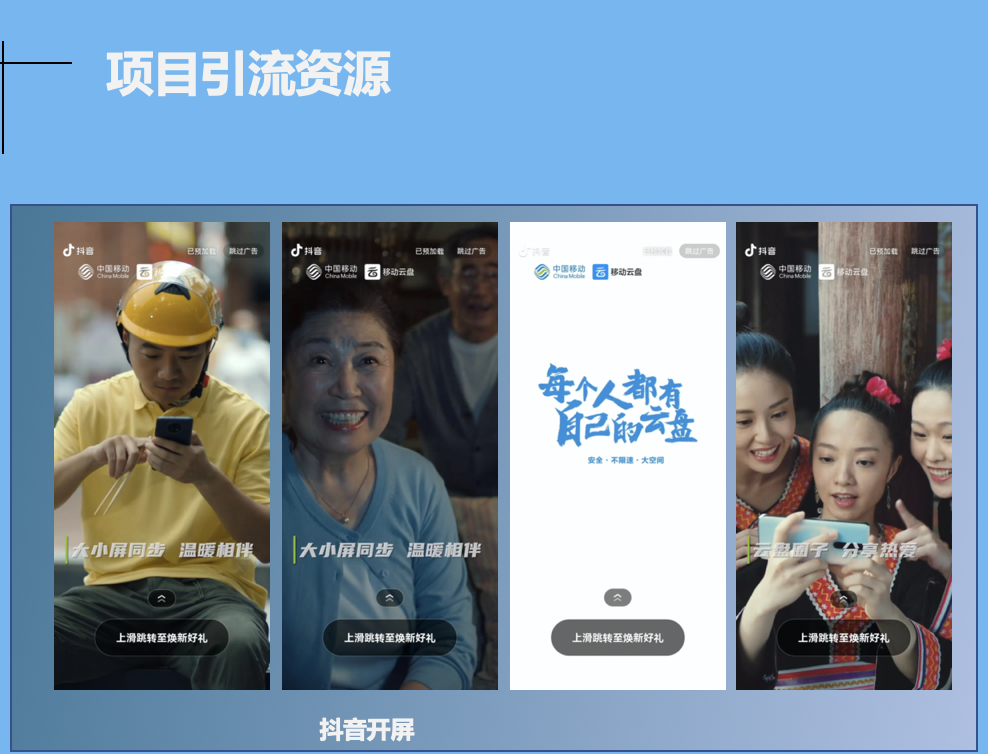 项目引流资源
抖音
已预加载 跳过广告
中国移动
China Mobile
大小屏同步 温暖相伴
上滑跳转至焕新好礼
抖音
已预加载 跳过广告
中国移动
China Mobile
移动云盘
大小屏同步 温暖相伴
上滑跳转至焕新好礼
抖音
跳过广告
中国移动
China Mobile
移动云盘
每个人都有
自己的云盘
安全·不限速·大空间
上滑跳转至焕新好礼
抖音
已预加载 跳过广告
中国移动
China Mobile
移动云盘
云盘圈子 分享热爱
上滑跳转至焕新好礼
抖音开屏